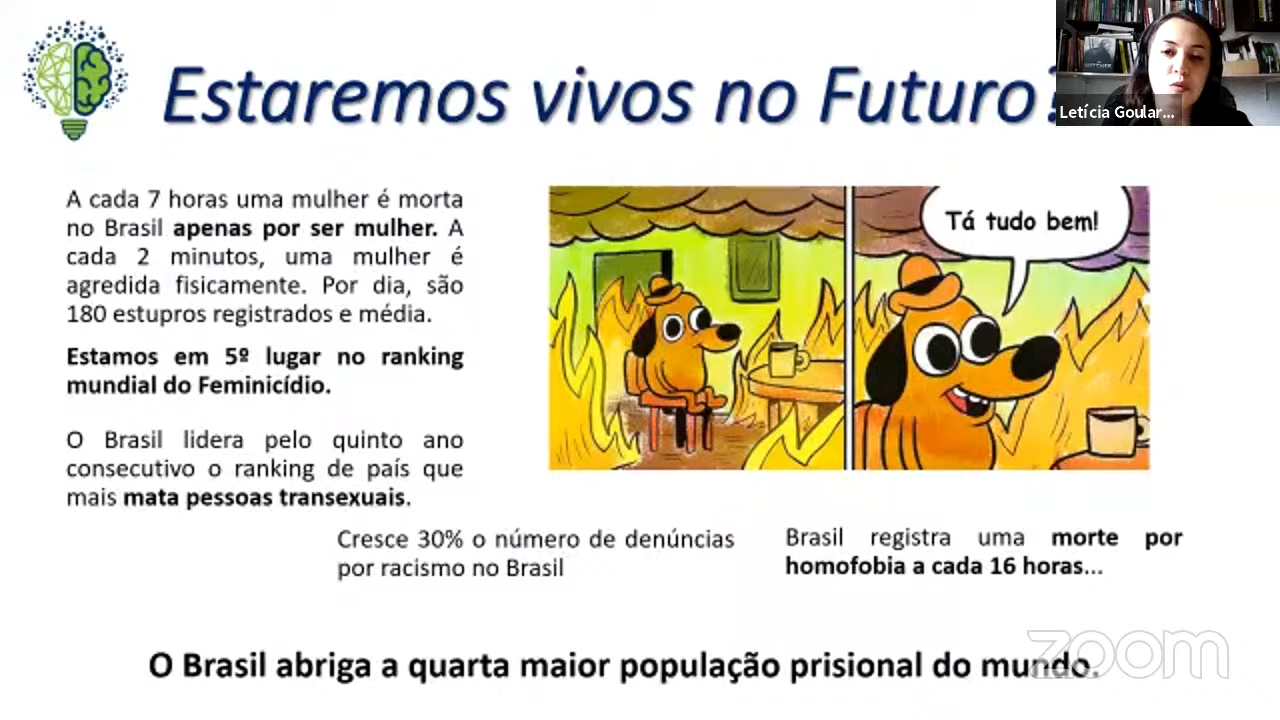 Estaremos vivos no Futuro?
Letícia Goular...
A cada 7 horas uma mulher é morta
no Brasil apenas por ser mulher. A
cada 2 minutos, uma mulher é
agredida fisicamente. Por dia, são
180 estupros registrados e média.
Estamos em 5º lugar no ranking
mundial do Feminicídio.
O Brasil lidera pelo quinto ano
consecutivo o ranking de país que
mais mata pessoas transexuais.
Tá tudo bem!
Cresce 30% o número de denúncias
por racismo no Brasil
Brasil registra uma morte por
homofobia a cada 16 horas...
O Brasil abriga a quarta maior população prisional do mundo.
zoom